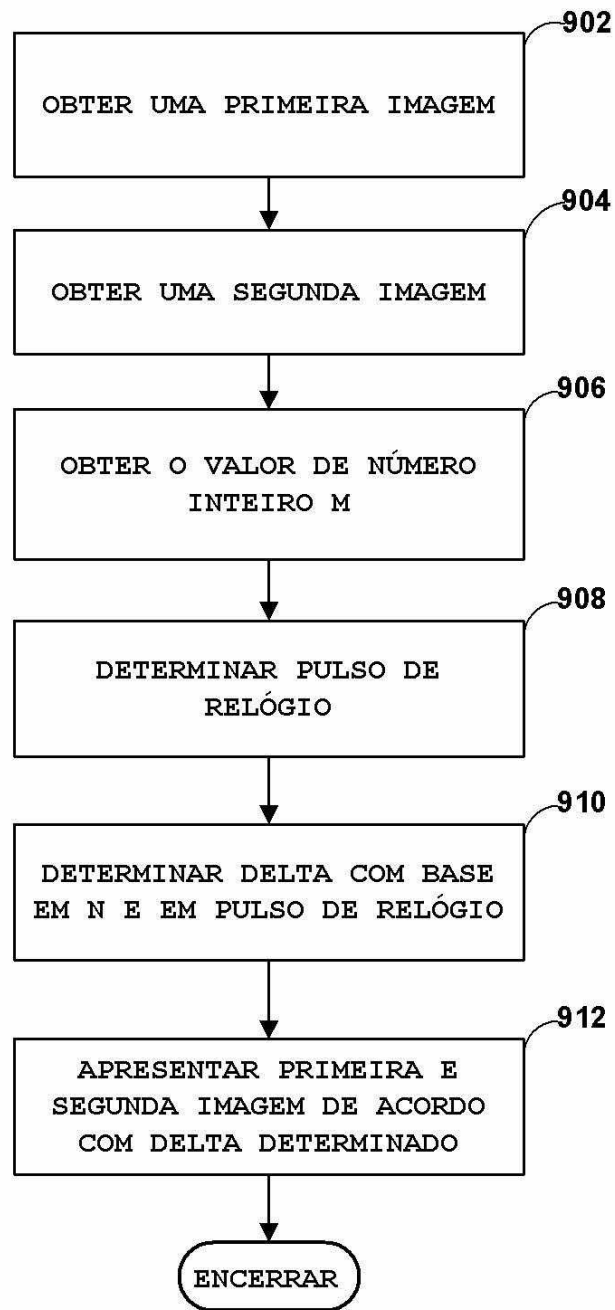 902
OBTER UMA PRIMEIRA IMAGEM
904
OBTER UMA SEGUNDA IMAGEM
906
OBTER O VALOR DE NÚMERO
INTEIRO M
908
DETERMINAR PULSO DE
RELÓGIO
910
DETERMINAR DELTA COM BASE
EM N E EM PULSO DE RELÓGIO
912
APRESENTAR PRIMEIRA E
SEGUNDA IMAGEM DE ACORDO
COM DELTA DETERMINADO
ENCERRAR